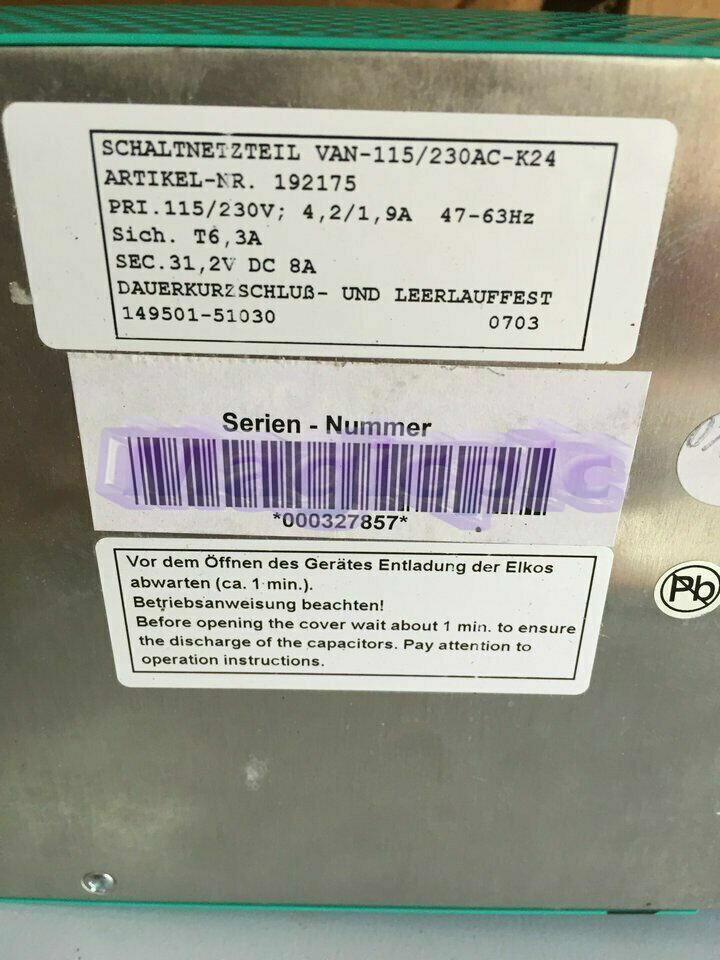 SCHALTNETZTEIL VAN-115/230AC-K24
ARTIKEL-NR. 192175
PRI.115/230V; 4,2/1,9A 47-63Hz
Sich. T6,3A
SEC.31,2V DC 8A
DAUERKURZSCHLUß- UND LEERLAUFFEST
149501-51030 0703
Serien - Nummer
*000327857*
Vor dem Öffnen des Gerätes Entladung der Elkos
abwarten (ca. 1 min.).
Betriebsanweisung beachten!
Before opening the cover wait about 1 min. to ensure
the discharge of the capacitors. Pay attention to
operation instructions.
Pb